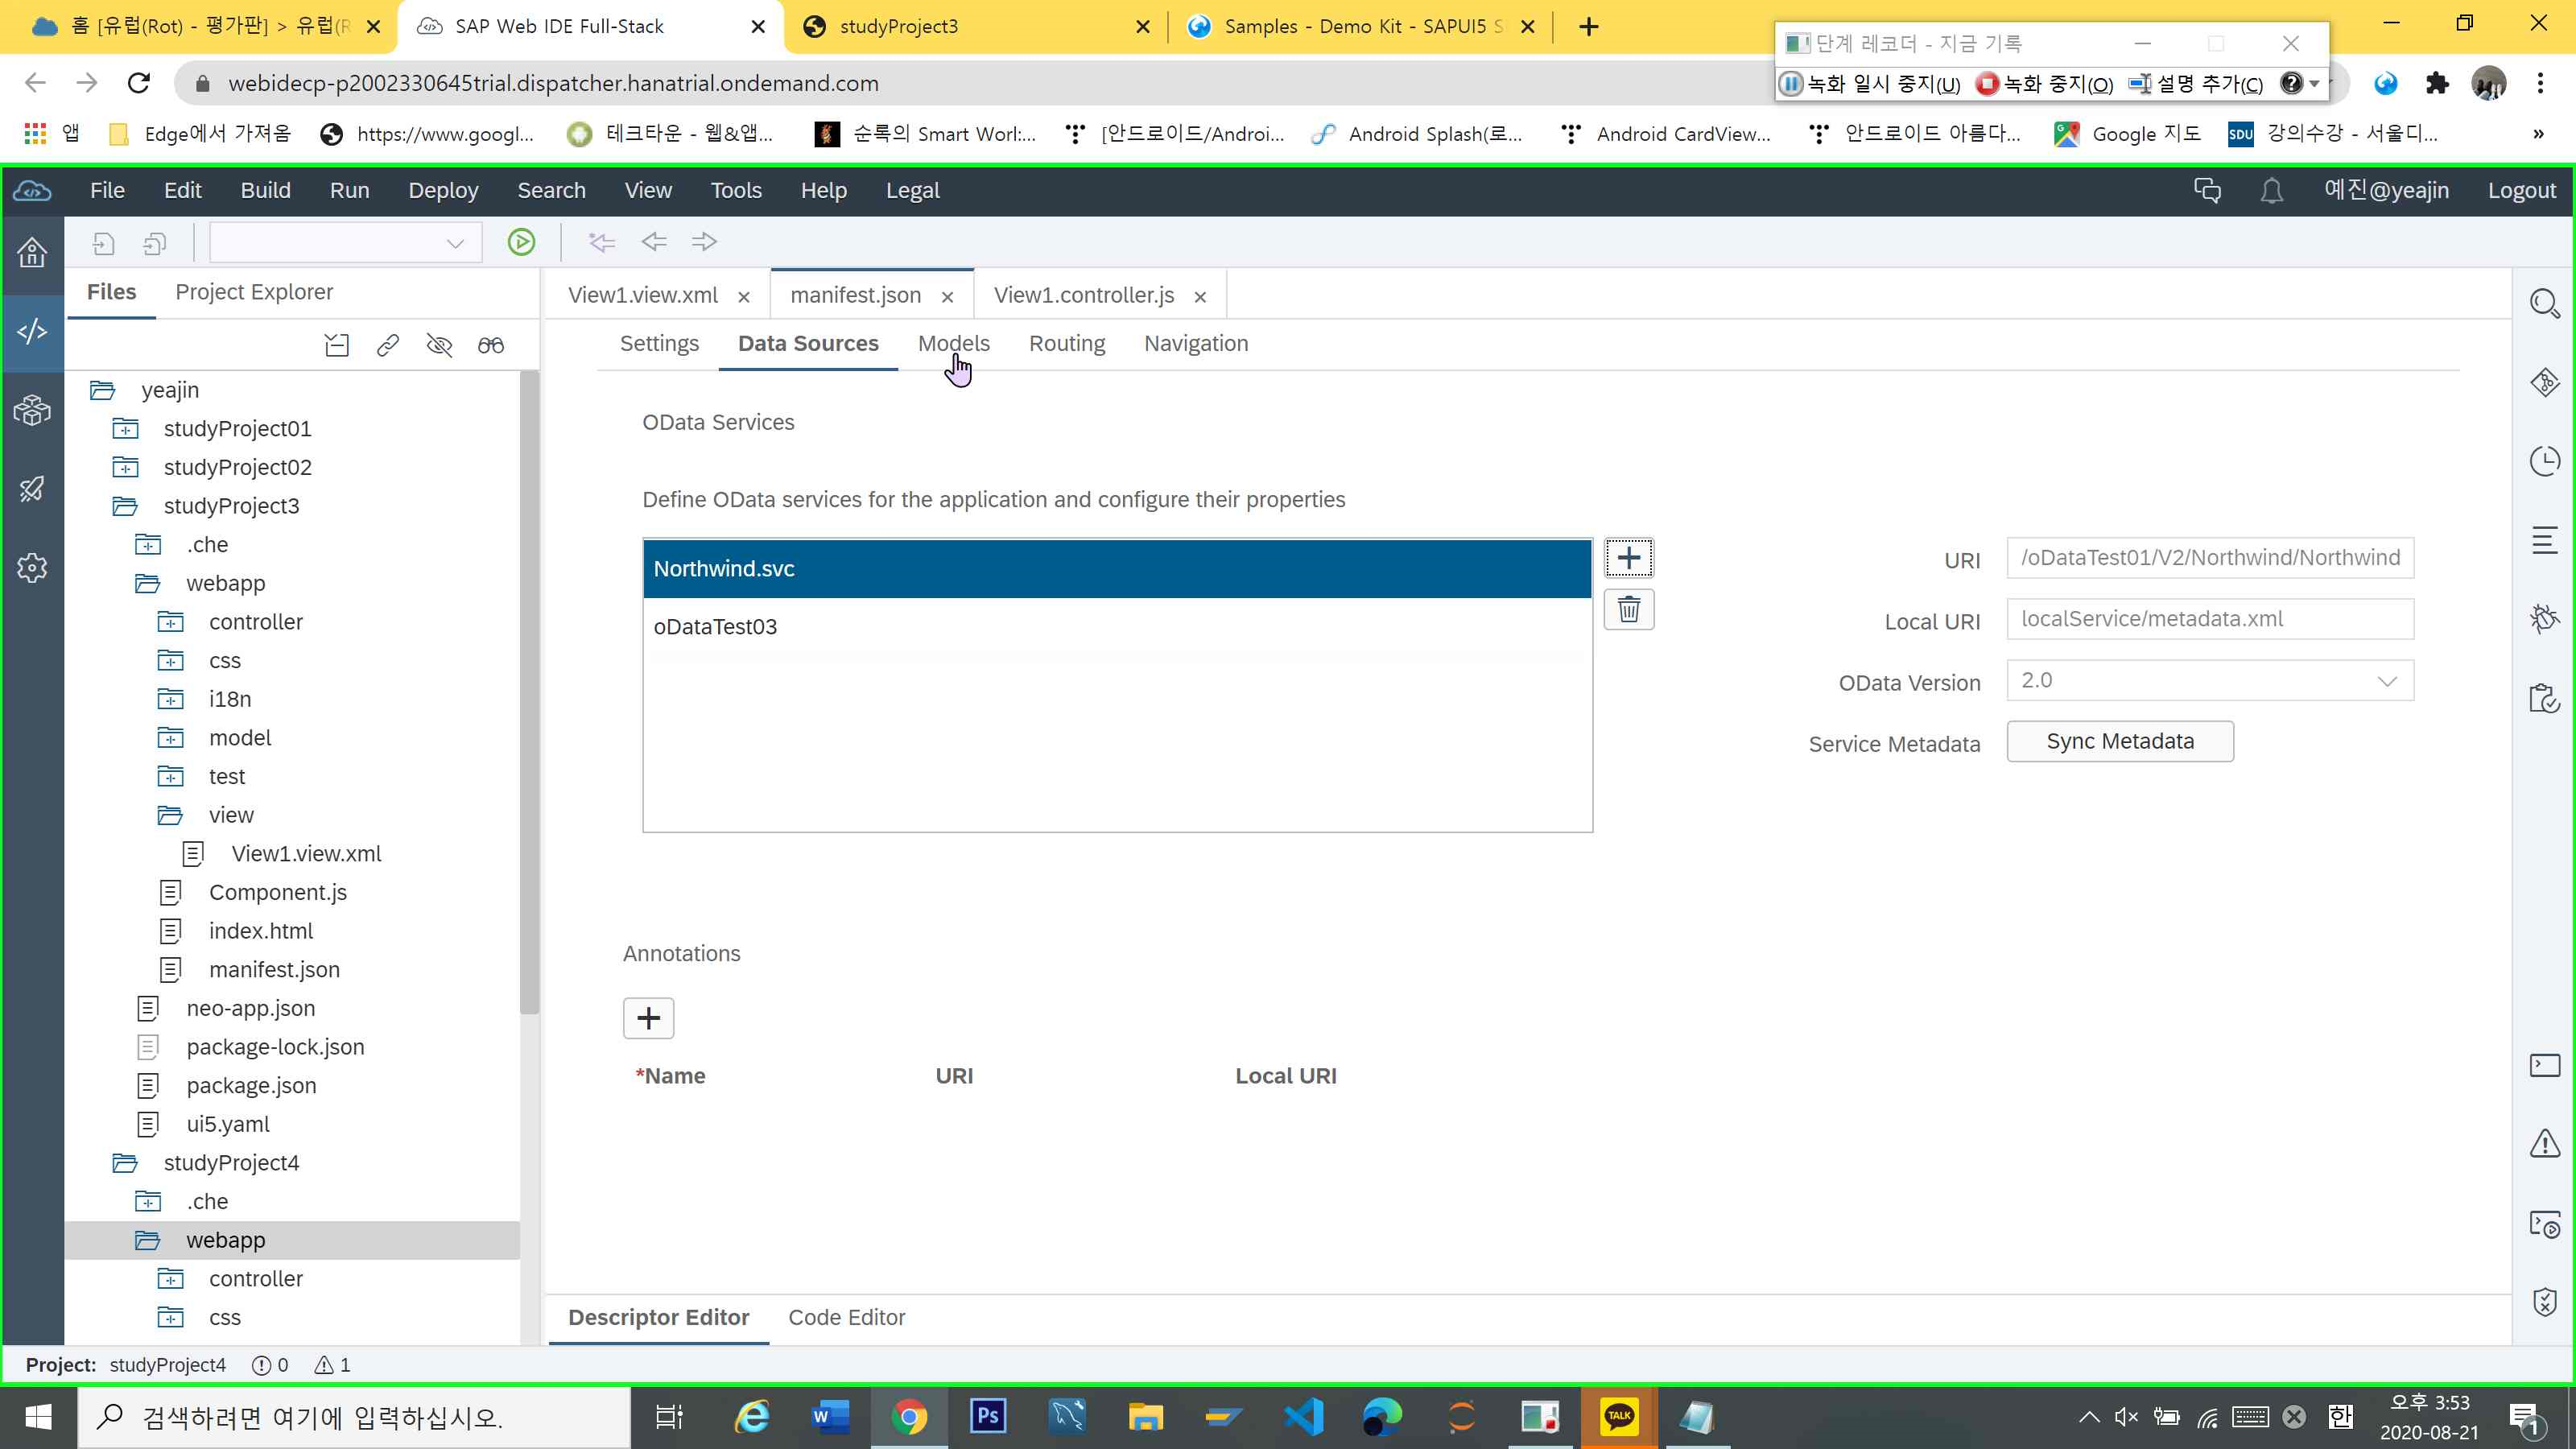 홈 [유럽(Rot) - 평가판] > 유럽(R
SAP Web IDE Full-Stack
studyProject3
Samples - Demo Kit - SAPUI5 S
단계 레코더 - 지금 기록
webidecp-p2002330645trial.dispatcher.hanatrial.ondemand.com
녹화 일시 중지(U) 녹화 중지(O) 설명 추가(C)
앱 Edge에서 가져옴 https://www.googl... 테크타운 - 웹&앱... 순록의 Smart Worl:... [안드로이드/Androi... Android Splash(로... Android CardView... 안드로이드 아름다... Google 지도 SDU 강의수강 - 서울디... »
File Edit Build Run Deploy Search View Tools Help Legal 예진@yeajin Logout
Files Project Explorer
View1.view.xml manifest.json View1.controller.js
Settings Data Sources Models Routing Navigation
yeajin
studyProject01
studyProject02
studyProject3
.che
webapp
controller
css
i18n
model
test
view
View1.view.xml
Component.js
index.html
manifest.json
neo-app.json
package-lock.json
package.json
ui5.yaml
studyProject4
.che
webapp
controller
css
OData Services
Define OData services for the application and configure their properties
Northwind.svc
oDataTest03
URI /oDataTest01/V2/Northwind/Northwind
Local URI localService/metadata.xml
OData Version 2.0
Service Metadata Sync Metadata
Annotations
*Name URI Local URI
Descriptor Editor Code Editor
Project: studyProject4 0 1
검색하려면 여기에 입력하십시오.
W
Ps
TALK
한
오후 3:53
2020-08-21
1